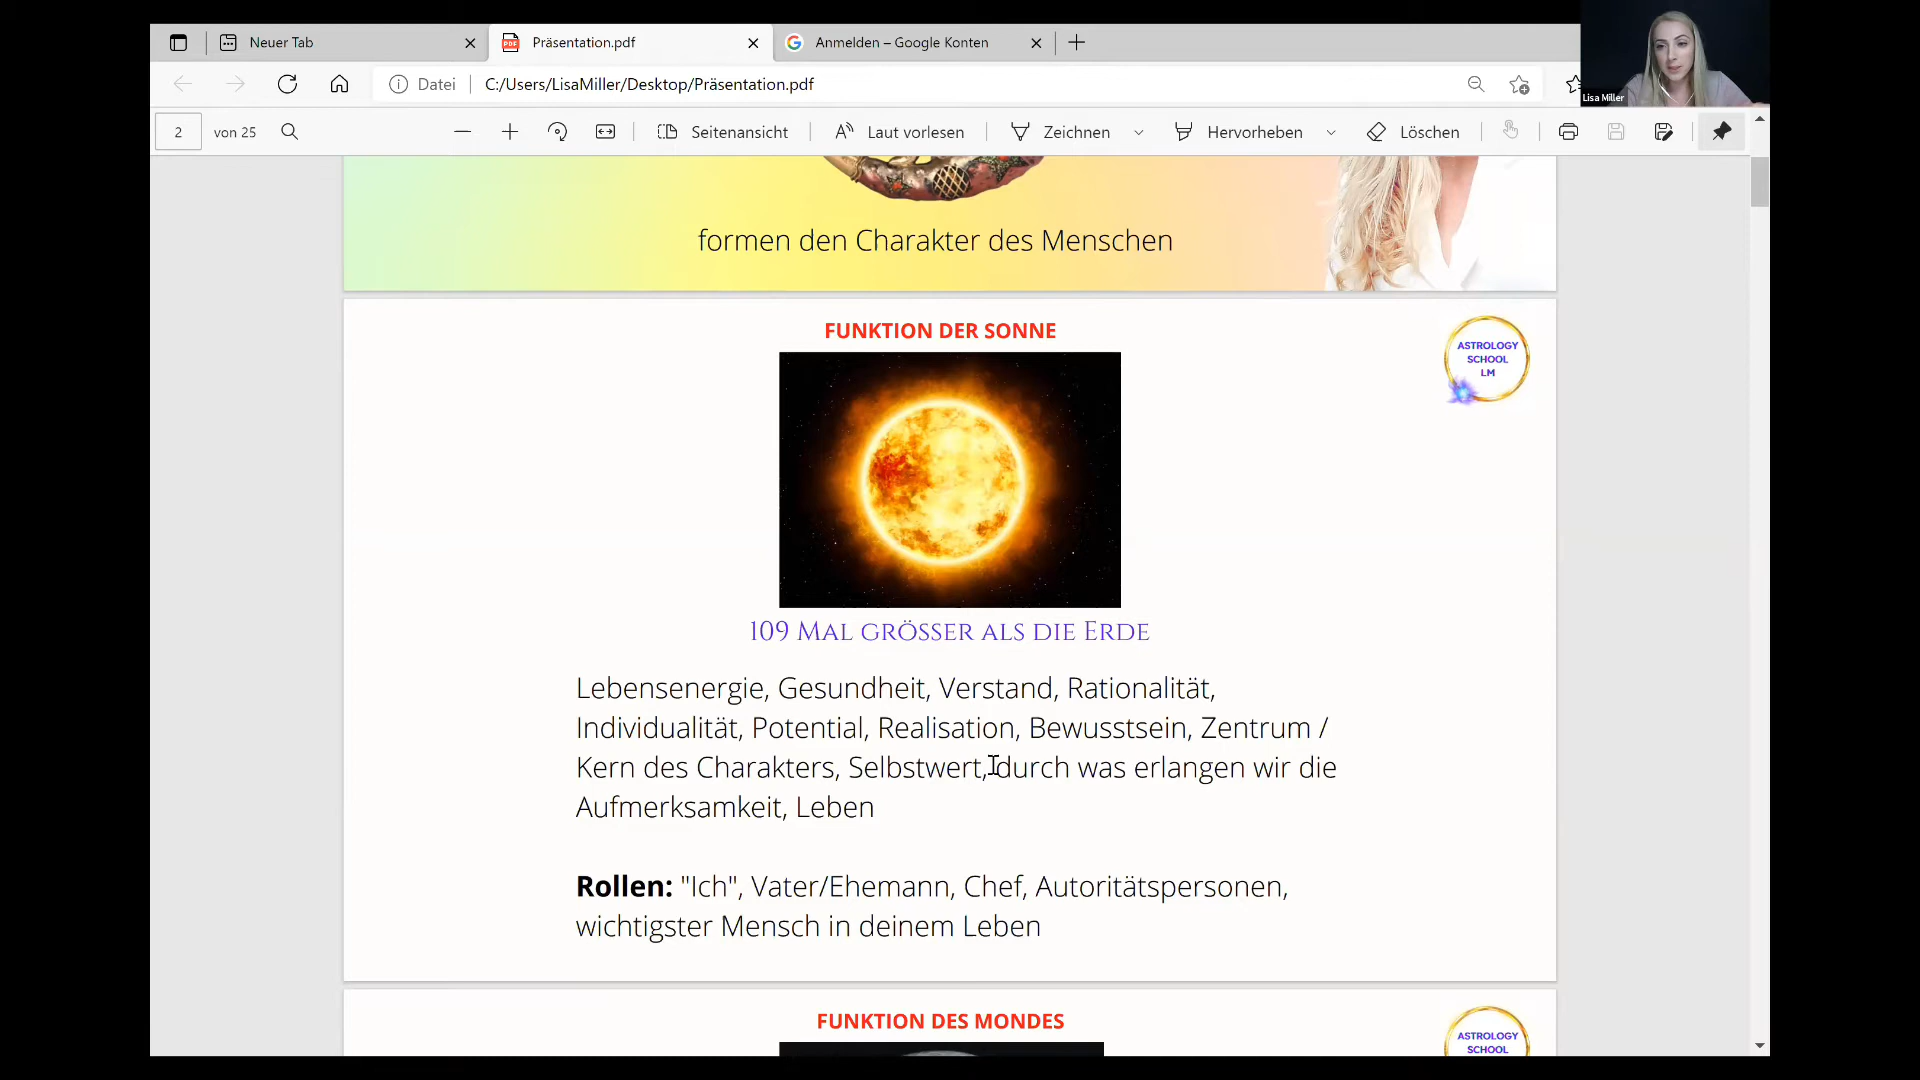 Neuer Tab
Präsentation.pdf
Anmelden – Google Konten
Datei
C:/Users/LisaMiller/Desktop/Präsentation.pdf
Lisa Miller
2
von 25
Seitenansicht
Laut vorlesen
Zeichnen
Hervorheben
Löschen
formen den Charakter des Menschen
FUNKTION DER SONNE
ASTROLOGY
SCHOOL
LM
109 Mal grösser als die Erde
Lebensenergie, Gesundheit, Verstand, Rationalität,
Individualität, Potential, Realisation, Bewusstsein, Zentrum /
Kern des Charakters, Selbstwert, durch was erlangen wir die
Aufmerksamkeit, Leben
Rollen: "Ich", Vater/Ehemann, Chef, Autoritätspersonen,
wichtigster Mensch in deinem Leben
FUNKTION DES MONDES
ASTROLOGY
SCHOOL